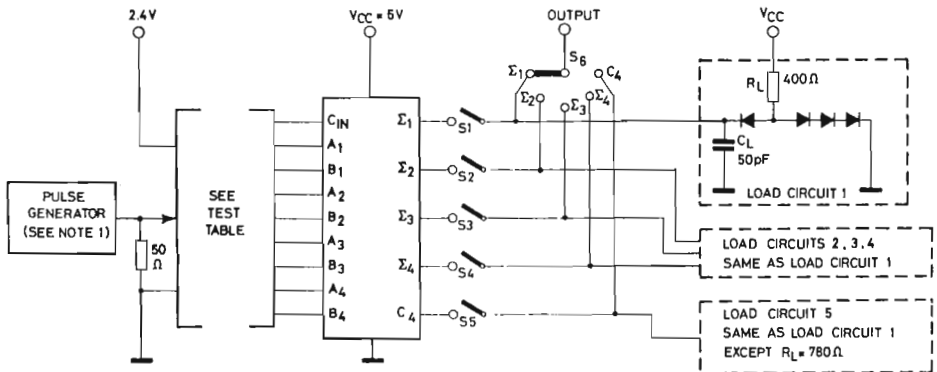 2.4V
VCC = 5V
OUTPUT
VCC
S6
Σ1
C4
Σ2
Σ3
Σ4
RL
400Ω
CL
50pF
LOAD CIRCUIT 1
PULSE
GENERATOR
(SEE NOTE 1)
50
Ω
SEE
TEST
TABLE
CIN
A1
B1
A2
B2
A3
B3
A4
B4
Σ1
Σ2
Σ3
Σ4
C4
S1
S2
S3
S4
S5
LOAD CIRCUITS 2,3,4
SAME AS LOAD CIRCUIT 1
LOAD CIRCUIT 5
SAME AS LOAD CIRCUIT 1
EXCEPT RL = 780Ω